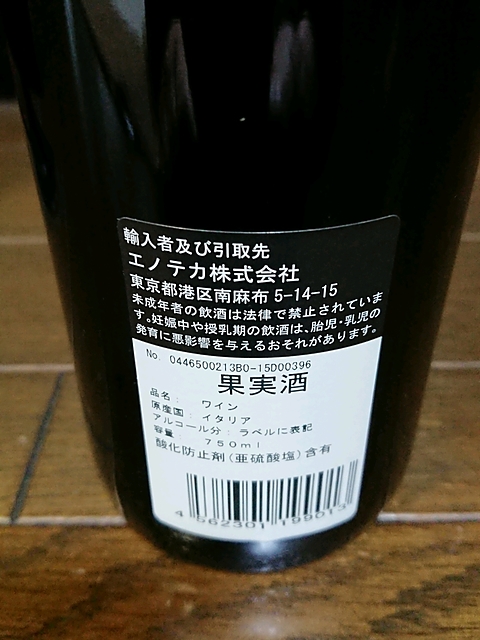 輸入者及び引取先
エノテカ株式会社
東京都港区南麻布 5-14-15
未成年者の飲酒は法律で禁止されていま
す。妊娠中や授乳期の飲酒は、胎児・乳児の
発育に悪影響を与えるおそれがあります。
No. 0446500213B0-15D00396
果実酒
品名： ワイン
原産国：イタリア
アルコール分：ラベルに表記
容量 750ml
酸化防止剤(亜硫酸塩)含有
4 562301 199013